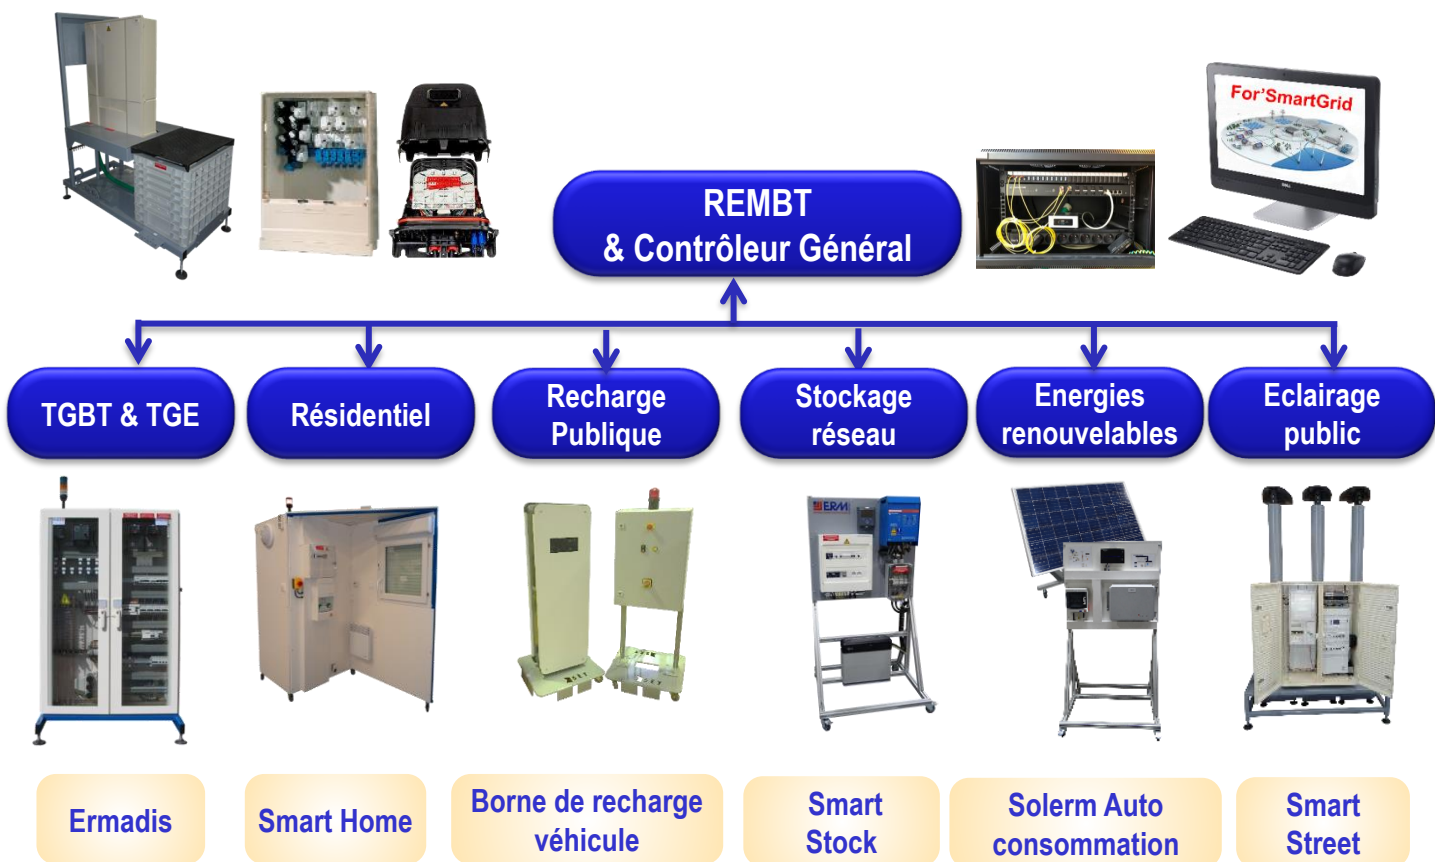 For'SmartGrid
DELL
REMBT
& Contrôleur Général
TGBT & TGE
Résidentiel
Recharge
Publique
Stockage
réseau
Energies
renouvelables
Eclairage
public
ERM
Ermadis
Smart Home
Borne de recharge
véhicule
Smart
Stock
Solerm Auto
consommation
Smart
Street